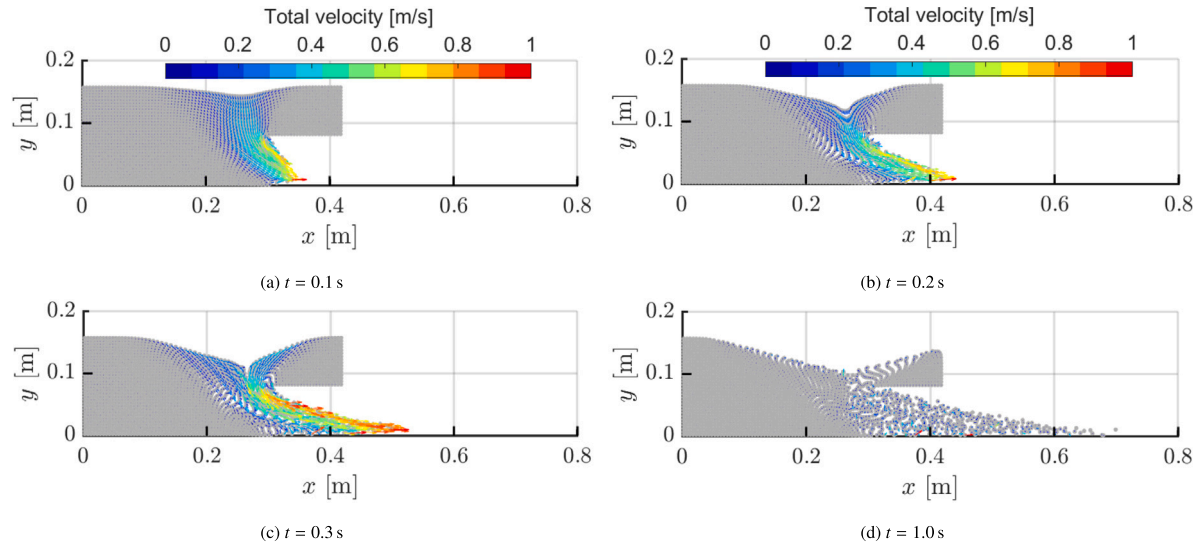 Total velocity [m/s]
0 0.2 0.4 0.6 0.8 1
0.2
0.1
0
y [m]
0 0.2 0.4 0.6 0.8
x [m]
(a) t = 0.1 s
Total velocity [m/s]
0 0.2 0.4 0.6 0.8 1
0.2
0.1
0
y [m]
0 0.2 0.4 0.6 0.8
x [m]
(b) t = 0.2 s
0.2
0.1
0
y [m]
0 0.2 0.4 0.6 0.8
x [m]
(c) t = 0.3 s
0.2
0.1
0
y [m]
0 0.2 0.4 0.6 0.8
x [m]
(d) t = 1.0 s